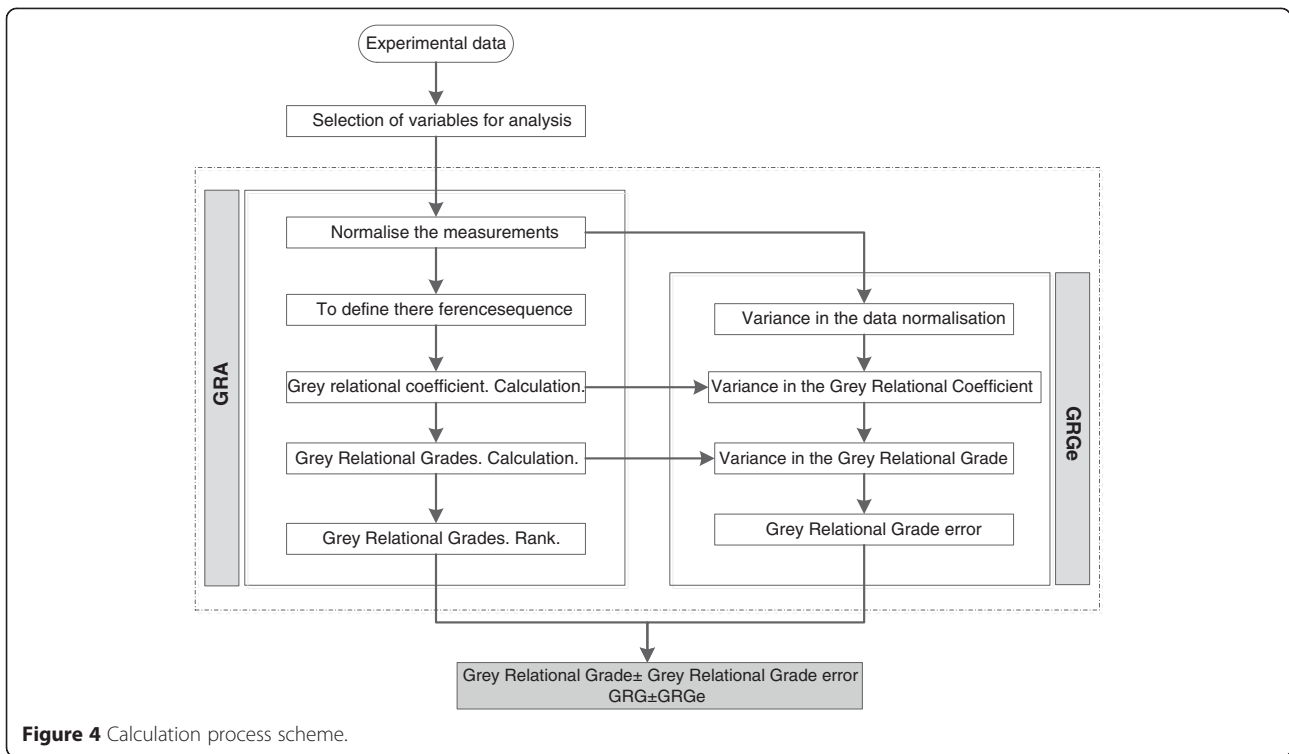 Experimental data
Selection of variables for analysis
GRA
Normalise the measurements
To define there ferencesequence
Grey relational coefficient. Calculation.
Grey Relational Grades. Calculation.
Grey Relational Grades. Rank.
Variance in the data normalisation
Variance in the Grey Relational Coefficient
Variance in the Grey Relational Grade
Grey Relational Grade error
GRGe
Grey Relational Grade± Grey Relational Grade error
GRG±GRGe
Figure 4 Calculation process scheme.